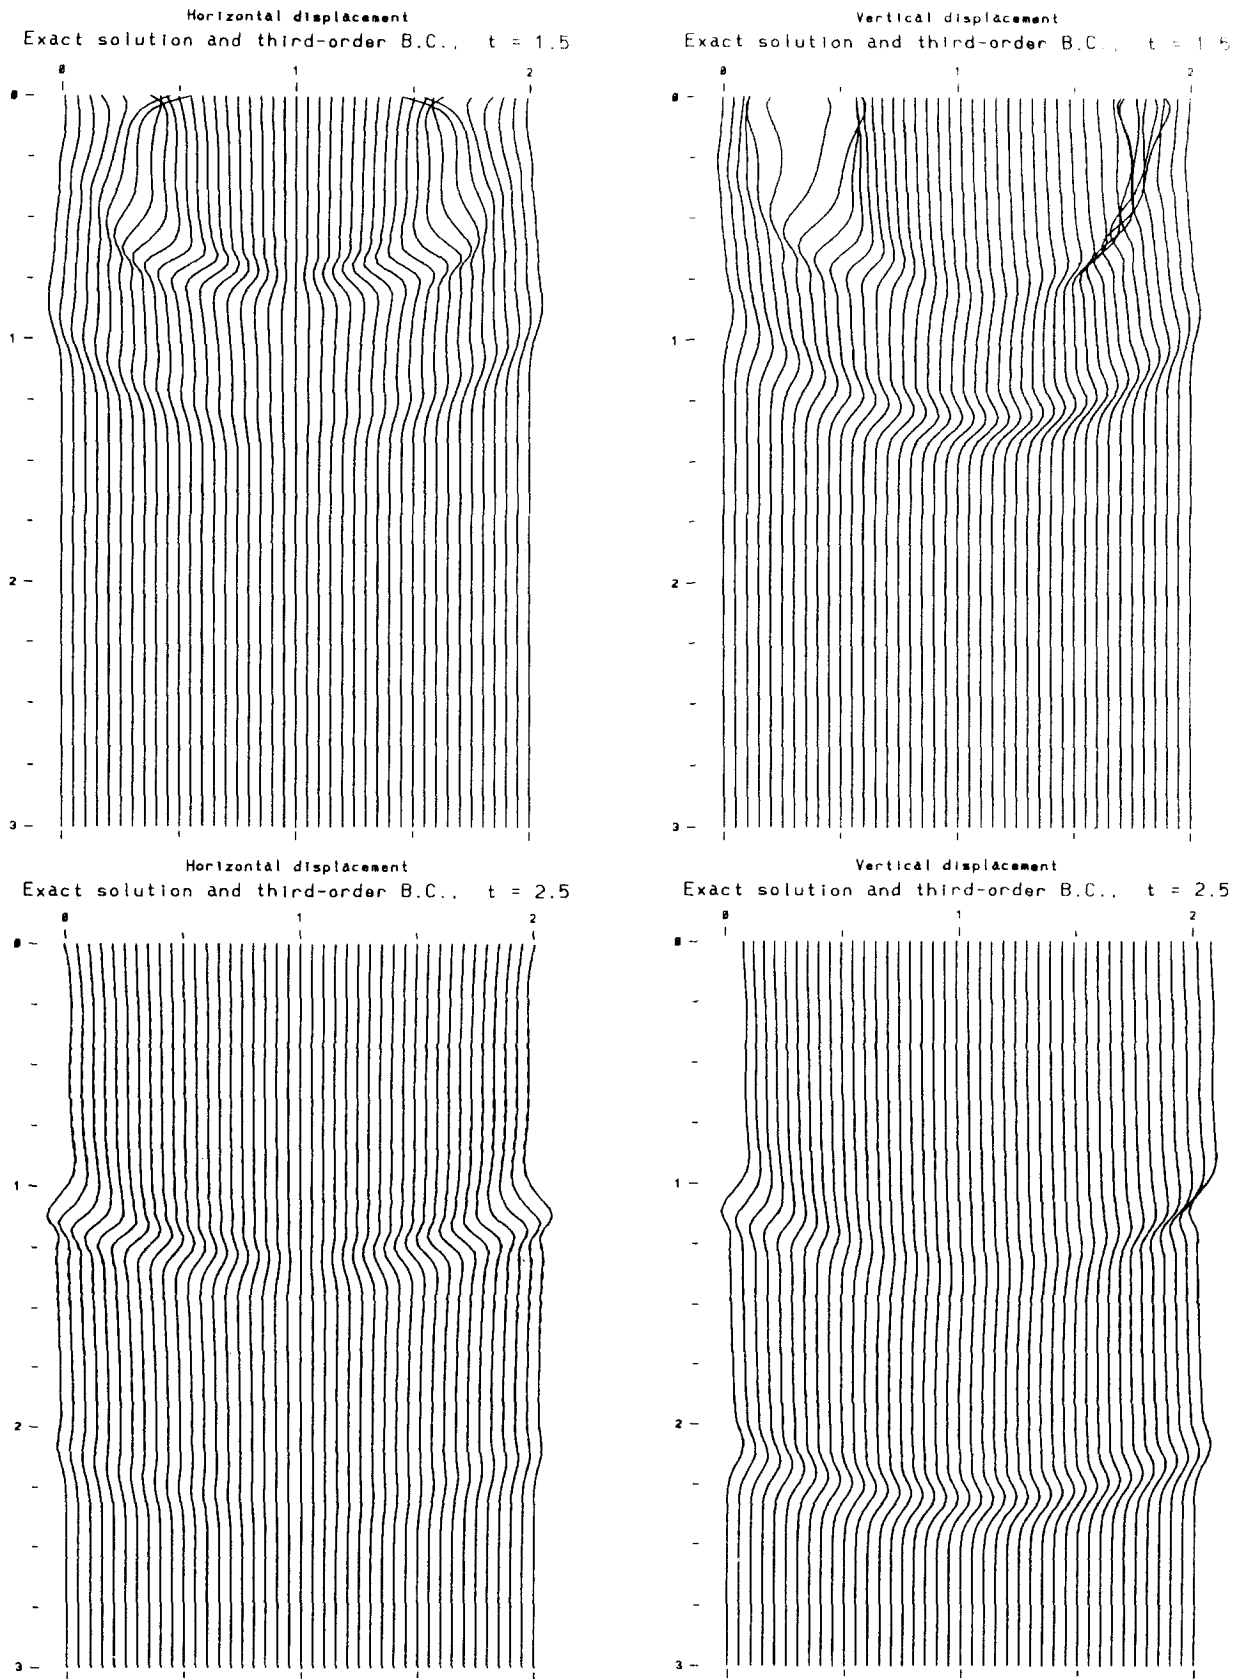 Horizontal displacement
Exact solution and third-order B.C., t = 1.5
0 1 2
0
1
2
3
Vertical displacement
Exact solution and third-order B.C., t = 1.5
0 1 2
0
1
2
3
Horizontal displacement
Exact solution and third-order B.C., t = 2.5
0 1 2
0
1
2
3
Vertical displacement
Exact solution and third-order B.C., t = 2.5
0 1 2
0
1
2
3